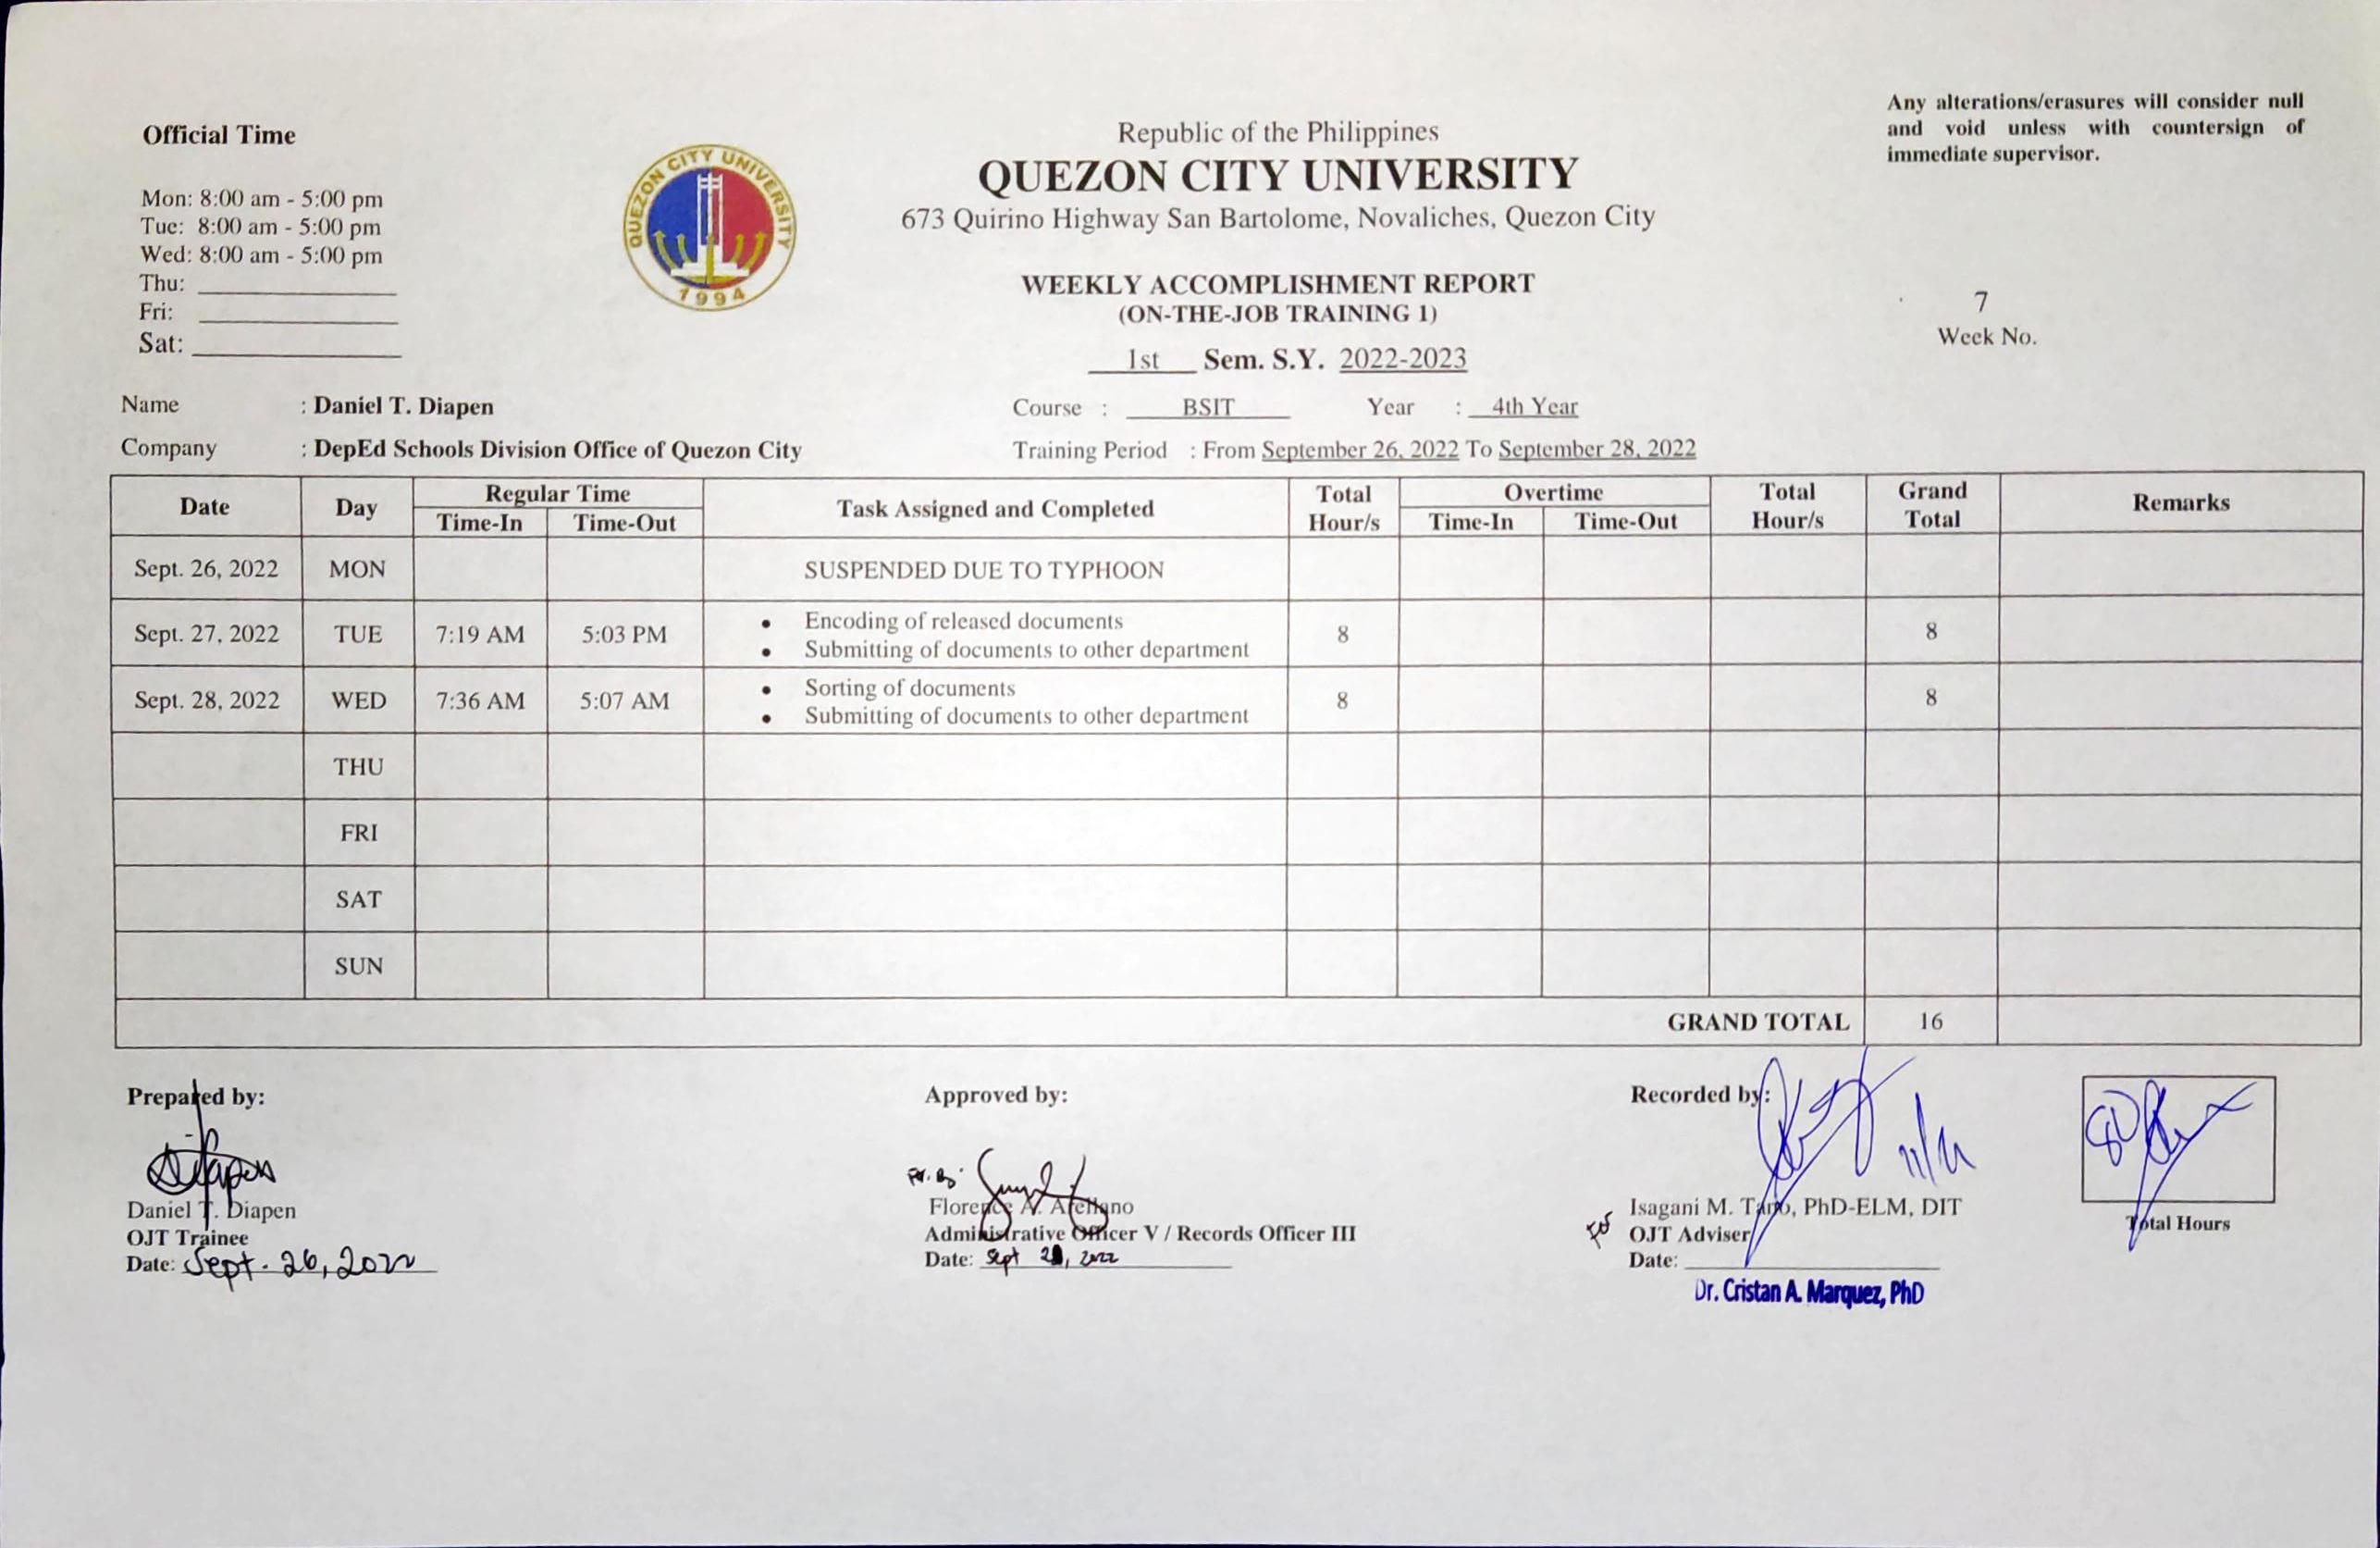 Any alterations/erasures will consider null
and void unless with countersign of
immediate supervisor.
Official Time
Mon: 8:00 am - 5:00 pm
Tue: 8:00 am - 5:00 pm
Wed: 8:00 am - 5:00 pm
Thu:
Fri:
Sat:
QUEZON CITY UNIVERSITY
1994
Republic of the Philippines
QUEZON CITY UNIVERSITY
673 Quirino Highway San Bartolome, Novaliches, Quezon City
WEEKLY ACCOMPLISHMENT REPORT
(ON-THE-JOB TRAINING 1)
1st Sem. S.Y. 2022-2023
7
Week No.
Name : Daniel T. Diapen Course : BSIT Year : 4th Year
Company : DepEd Schools Division Office of Quezon City Training Period : From September 26, 2022 To September 28, 2022
Date Day Regular Time Task Assigned and Completed Total Hour/s Overtime Total Hour/s Grand Total Remarks
Time-In Time-Out Time-In Time-Out
Sept. 26, 2022 MON SUSPENDED DUE TO TYPHOON
Sept. 27, 2022 TUE 7:19 AM 5:03 PM • Encoding of released documents 8 8
• Submitting of documents to other department
Sept. 28, 2022 WED 7:36 AM 5:07 AM • Sorting of documents 8 8
• Submitting of documents to other department
THU
FRI
SAT
SUN
GRAND TOTAL 16
Prepared by:
Diapen
Daniel T. Diapen
OJT Trainee
Date: Sept. 26, 2022
Approved by:
Florence A. Arellano
Administrative Officer V / Records Officer III
Date: Sept 2022
Recorded by:
Isagani M. PhD-ELM, DIT
for OJT Adviser
Date:
Dr. Cristan A. Marquez, PhD
Total Hours